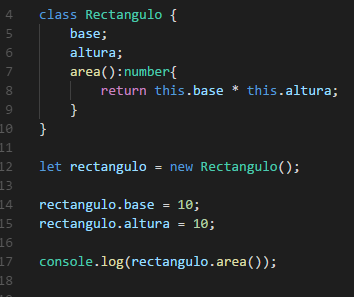 4 class Rectangulo {
5 base;
6 altura;
7 area():number{
8 return this.base * this.altura;
9 }
10 }
11
12 let rectangulo = new Rectangulo();
13
14 rectangulo.base = 10;
15 rectangulo.altura = 10;
16
17 console.log(rectangulo.area());
18